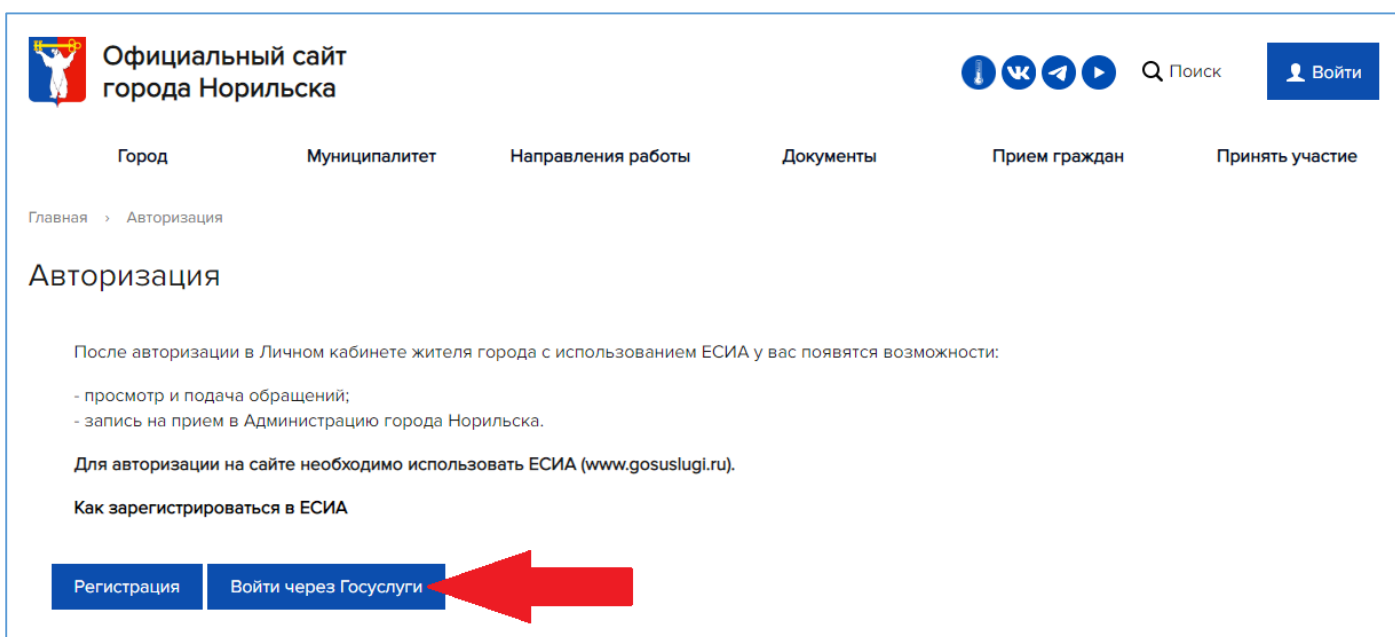 Официальный сайт
города Норильска
Поиск
Войти
Город Муниципалитет Направления работы Документы Прием граждан Принять участие
Главная › Авторизация
Авторизация
После авторизации в Личном кабинете жителя города с использованием ЕСИА у вас появятся возможности:
- просмотр и подача обращений;
- запись на прием в Администрацию города Норильска.
Для авторизации на сайте необходимо использовать ЕСИА (www.gosuslugi.ru).
Как зарегистрироваться в ЕСИА
Регистрация Войти через Госуслуги